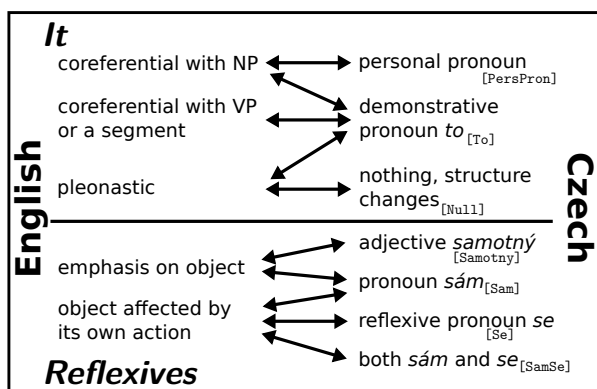 It
coreferential with NP
personal pronoun
[PersPron]
coreferential with VP
or a segment
demonstrative
pronoun to [To]
pleonastic
nothing, structure
changes [Null]
English
Czech
emphasis on object
adjective samotný
[Samotny]
pronoun sám [Sam]
object affected by
its own action
reflexive pronoun se
[Se]
both sám and se [SamSe]
Reflexives